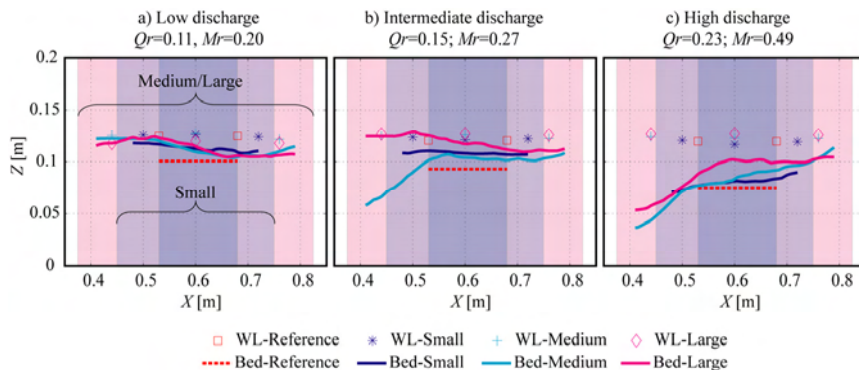 a) Low discharge
Qr=0.11, Mr=0.20
b) Intermediate discharge
Qr=0.15; Mr=0.27
c) High discharge
Qr=0.23; Mr=0.49
0.2
0.15
0.1
0.05
0
Z [m]
Medium/Large
Small
0.4 0.5 0.6 0.7 0.8
0.4 0.5 0.6 0.7 0.8
0.4 0.5 0.6 0.7 0.8
X [m]
X [m]
X [m]
WL-Reference WL-Small WL-Medium WL-Large
Bed-Reference Bed-Small Bed-Medium Bed-Large